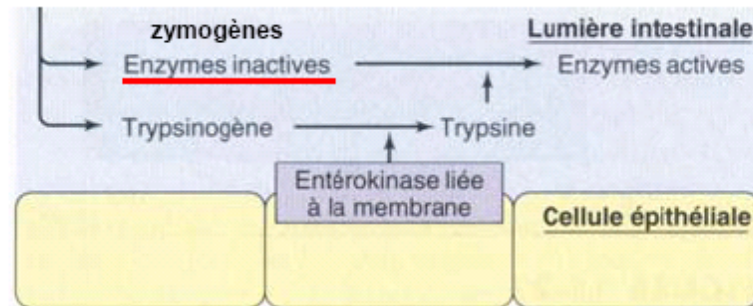 zymogènes
Lumière intestinale
Enzymes inactives
Enzymes actives
Trypsinogène
Trypsine
Entérokinase liée
à la membrane
Cellule épithéliale